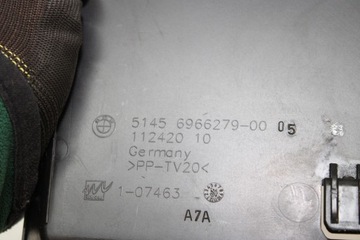 5145 6966279-00 05
112420 10
Germany
>PP-TV20<
1-07463
A7A